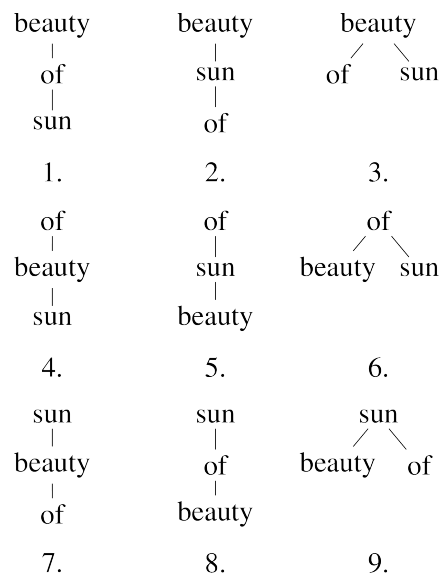 beauty beauty beauty
of sun of sun
sun of
1. 2. 3.
of of of
beauty sun beauty sun
sun beauty
4. 5. 6.
sun sun sun
beauty of beauty of
of beauty
7. 8. 9.